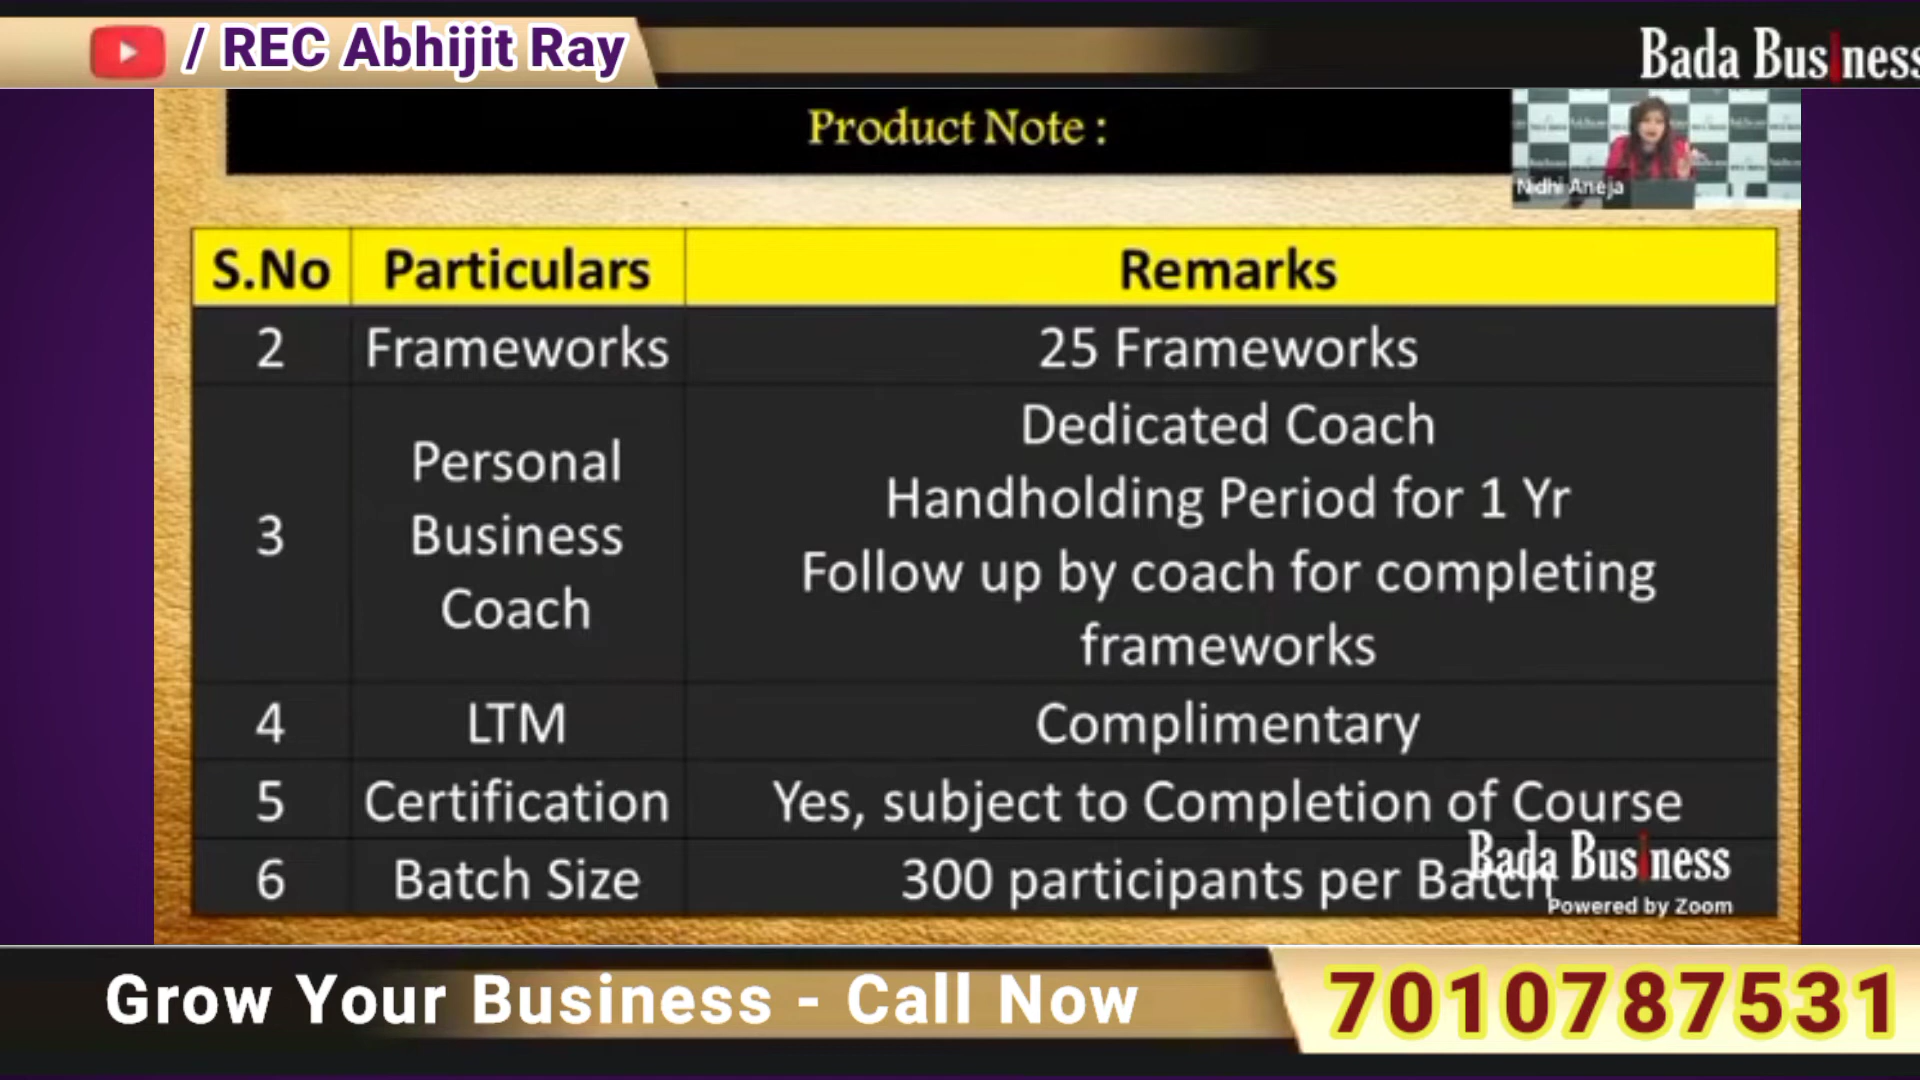 / REC Abhijit Ray
Bada Business
Product Note :
Nidhi Aneja
S.No Particulars Remarks
2 Frameworks 25 Frameworks
3 Personal Business Coach
Dedicated Coach
Handholding Period for 1 Yr
Follow up by coach for completing
frameworks
4 LTM Complimentary
5 Certification Yes, subject to Completion of Course
6 Batch Size 300 participants per Batch
Bada Business
Powered by Zoom
Grow Your Business - Call Now
7010787531